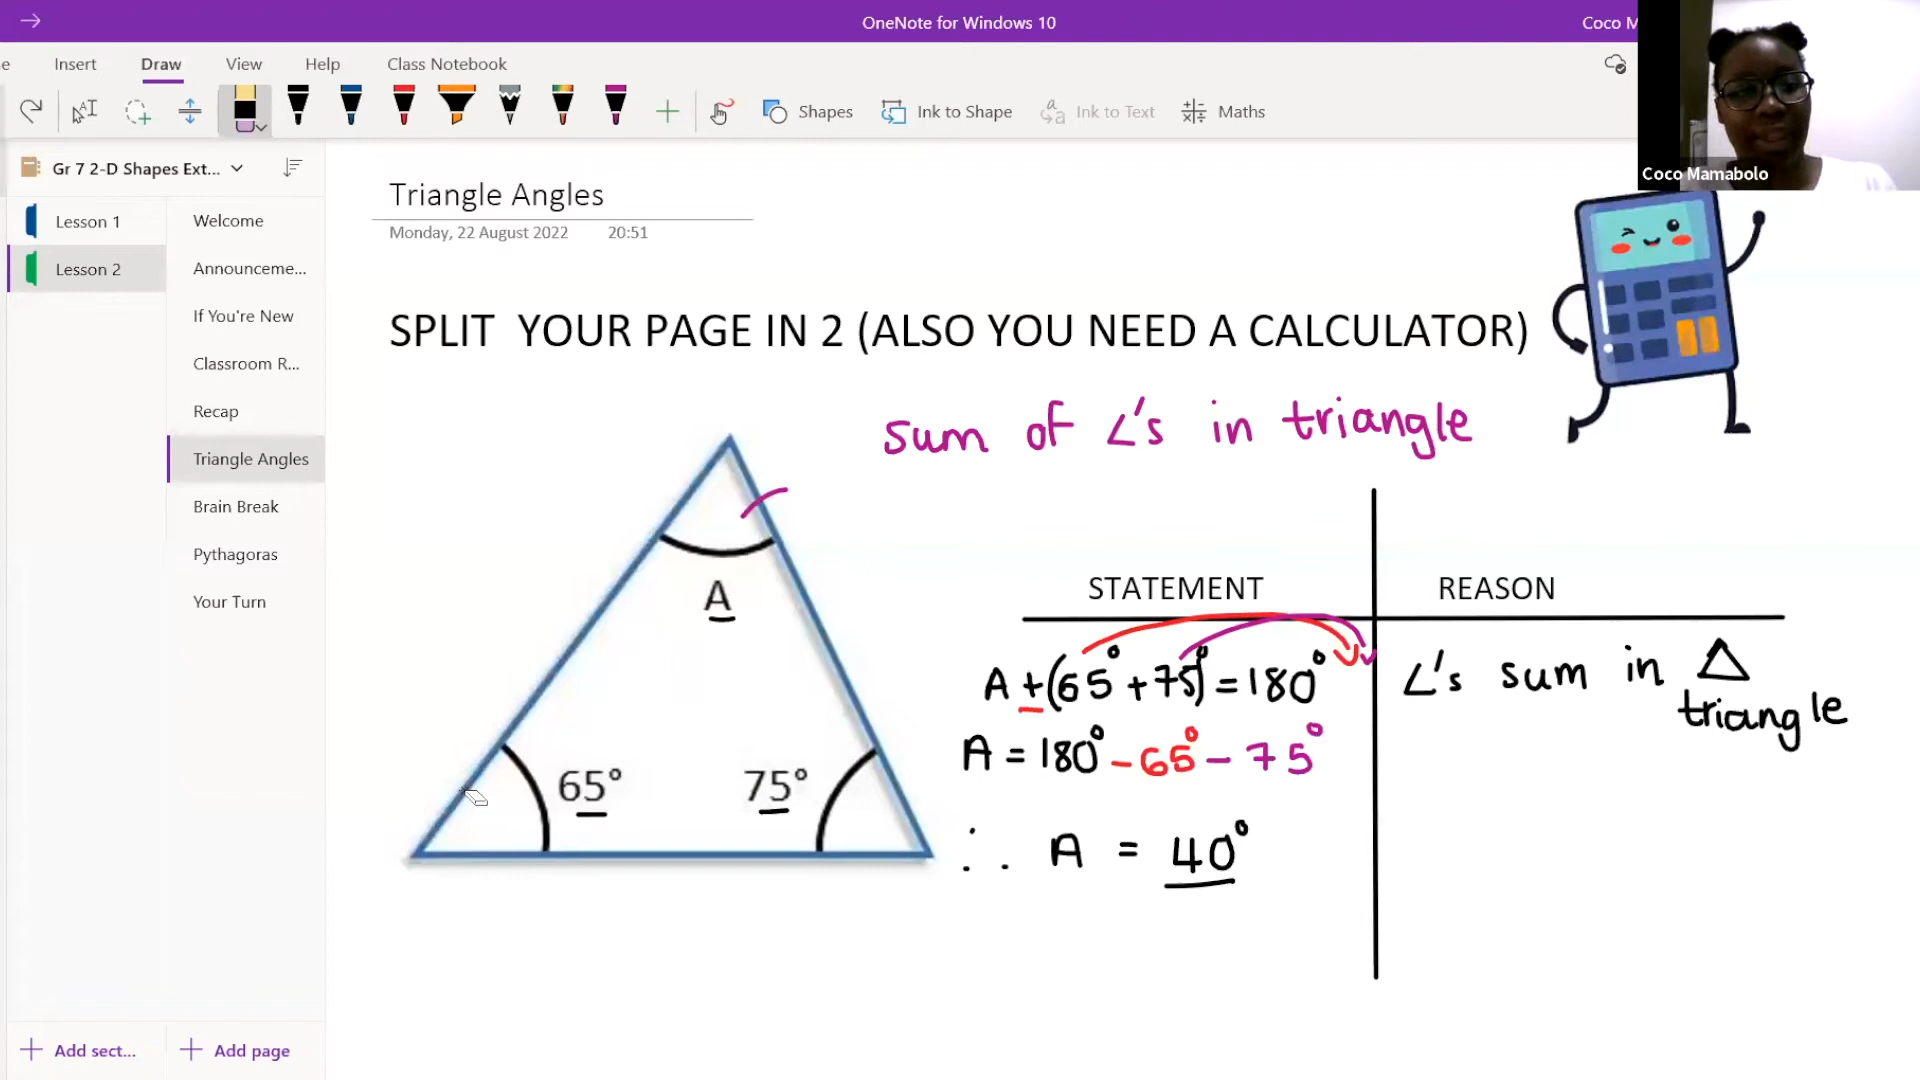 OneNote for Windows 10
Coco M
e Insert Draw View Help Class Notebook
Shapes Ink to Shape Ink to Text Maths
Coco Mamabolo
Gr 7 2-D Shapes Ext...
Lesson 1
Lesson 2
Welcome
Announceme...
If You're New
Classroom R...
Recap
Triangle Angles
Brain Break
Pythagoras
Your Turn
Add sect...
Add page
Triangle Angles
Monday, 22 August 2022 20:51
SPLIT YOUR PAGE IN 2 (ALSO YOU NEED A CALCULATOR)
sum of ∠'s in triangle
A
65° 75°
STATEMENT REASON
A + (65° + 75°) = 180° ∠'s sum in △
triangle
A = 180° - 65° - 75°
∴ A = 40°